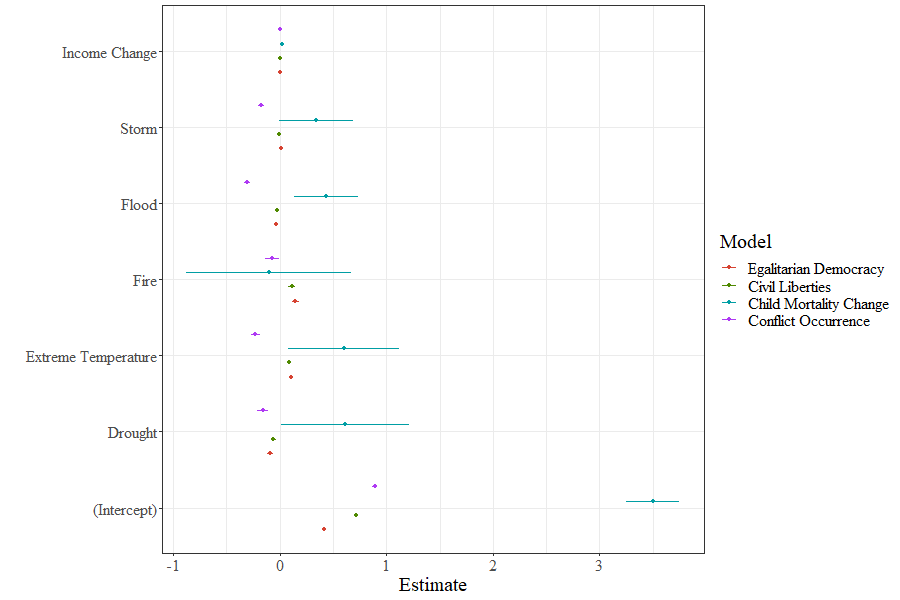 Income Change
Storm
Flood
Fire
Extreme Temperature
Drought
(Intercept)
-1 0 1 2 3
Estimate
Model
Egalitarian Democracy
Civil Liberties
Child Mortality Change
Conflict Occurrence